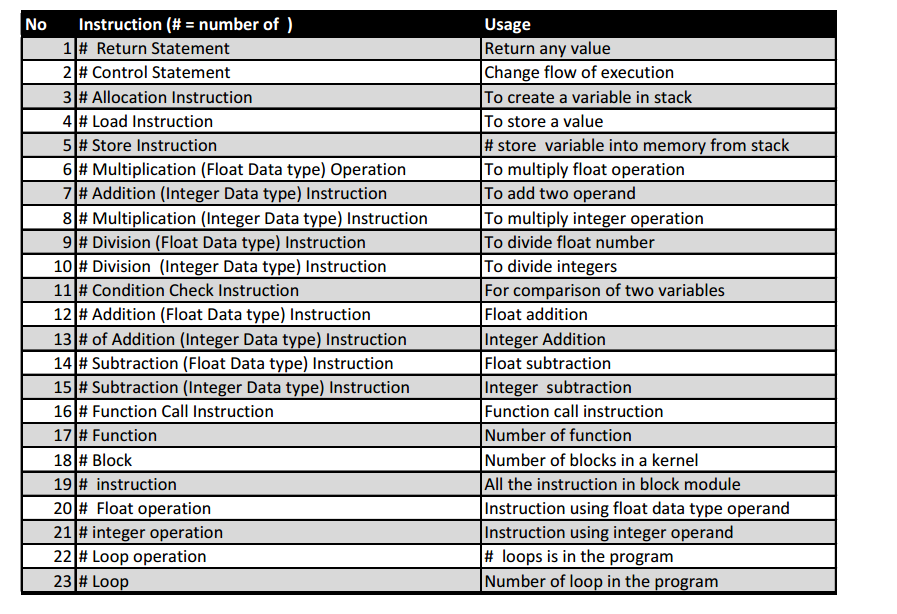 No Instruction (# = number of )  Usage
1 # Return Statement Return any value
2 # Control Statement Change flow of execution
3 # Allocation Instruction To create a variable in stack
4 # Load Instruction To store a value
5 # Store Instruction # store variable into memory from stack
6 # Multiplication (Float Data type) Operation To multiply float operation
7 # Addition (Integer Data type) Instruction To add two operand
8 # Multiplication (Integer Data type) Instruction To multiply integer operation
9 # Division (Float Data type) Instruction To divide float number
10 # Division (Integer Data type) Instruction To divide integers
11 # Condition Check Instruction For comparison of two variables
12 # Addition (Float Data type) Instruction Float addition
13 # of Addition (Integer Data type) Instruction Integer Addition
14 # Subtraction (Float Data type) Instruction Float subtraction
15 # Subtraction (Integer Data type) Instruction Integer subtraction
16 # Function Call Instruction Function call instruction
17 # Function Number of function
18 # Block Number of blocks in a kernel
19 # instruction All the instruction in block module
20 # Float operation Instruction using float data type operand
21 # integer operation Instruction using integer operand
22 # Loop operation # loops is in the program
23 # Loop Number of loop in the program